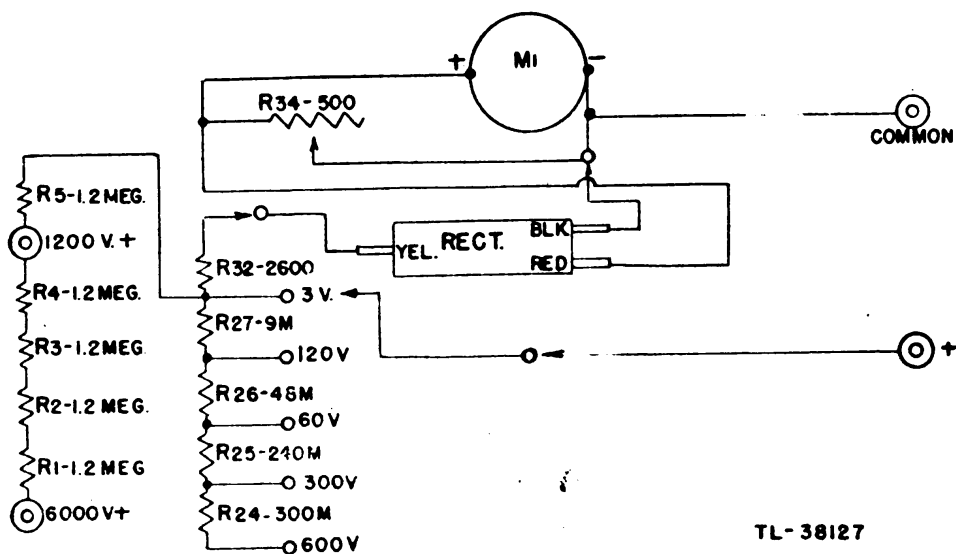 +
M1
-
R34-500
COMMON
R5-1.2 MEG.
1200 V. +
YEL.
RECT.
BLK
RED
R32-2600
R4-1.2 MEG.
3 V.
R27-9M
R3-1.2 MEG.
120V
+
R2-1.2 MEG.
R26-48M
60V
R25-240M
R1-1.2 MEG
300V
6000V+
R24-300M
600V
TL-38127